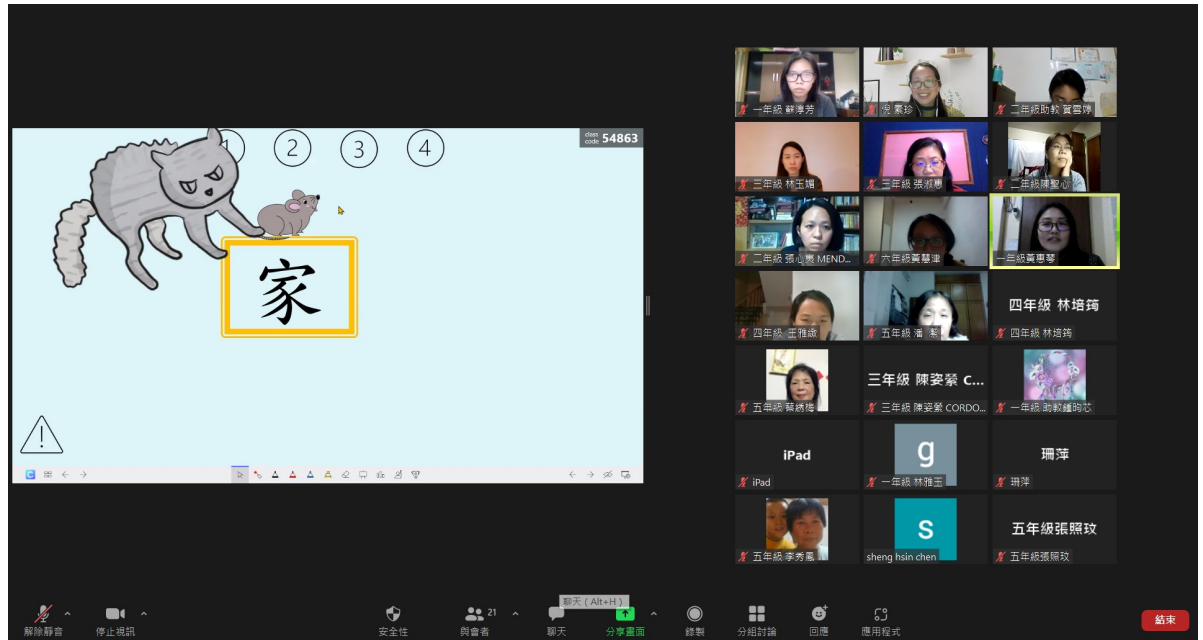 1 2 3 4
class code 54863
家
一年級 蘇淳芳
倪 素珍
二年級助教 賀雲婷
三年級 林玉媚
三年級 張淑惠
二年級陳聖心
二年級 張心惠 MEND...
六年級黃慧津
一年級黃惠琴
四年級 王雅緻
五年級 潘 潔
四年級 林培筠
四年級 林培筠
五年級 蔡綉梅
三年級 陳姿縈 C...
三年級 陳姿縈 CORDO...
一年級 助教鍾昀芯
iPad
iPad
g
一年級 林雅玉
珊萍
珊萍
五年級 李秀鳳
s
sheng hsin chen
五年級張照玟
五年級張照玟
聊天 (Alt+H)
解除靜音
停止視訊
安全性
21
與會者
聊天
分享畫面
錄製
分組討論
回應
應用程式
結束